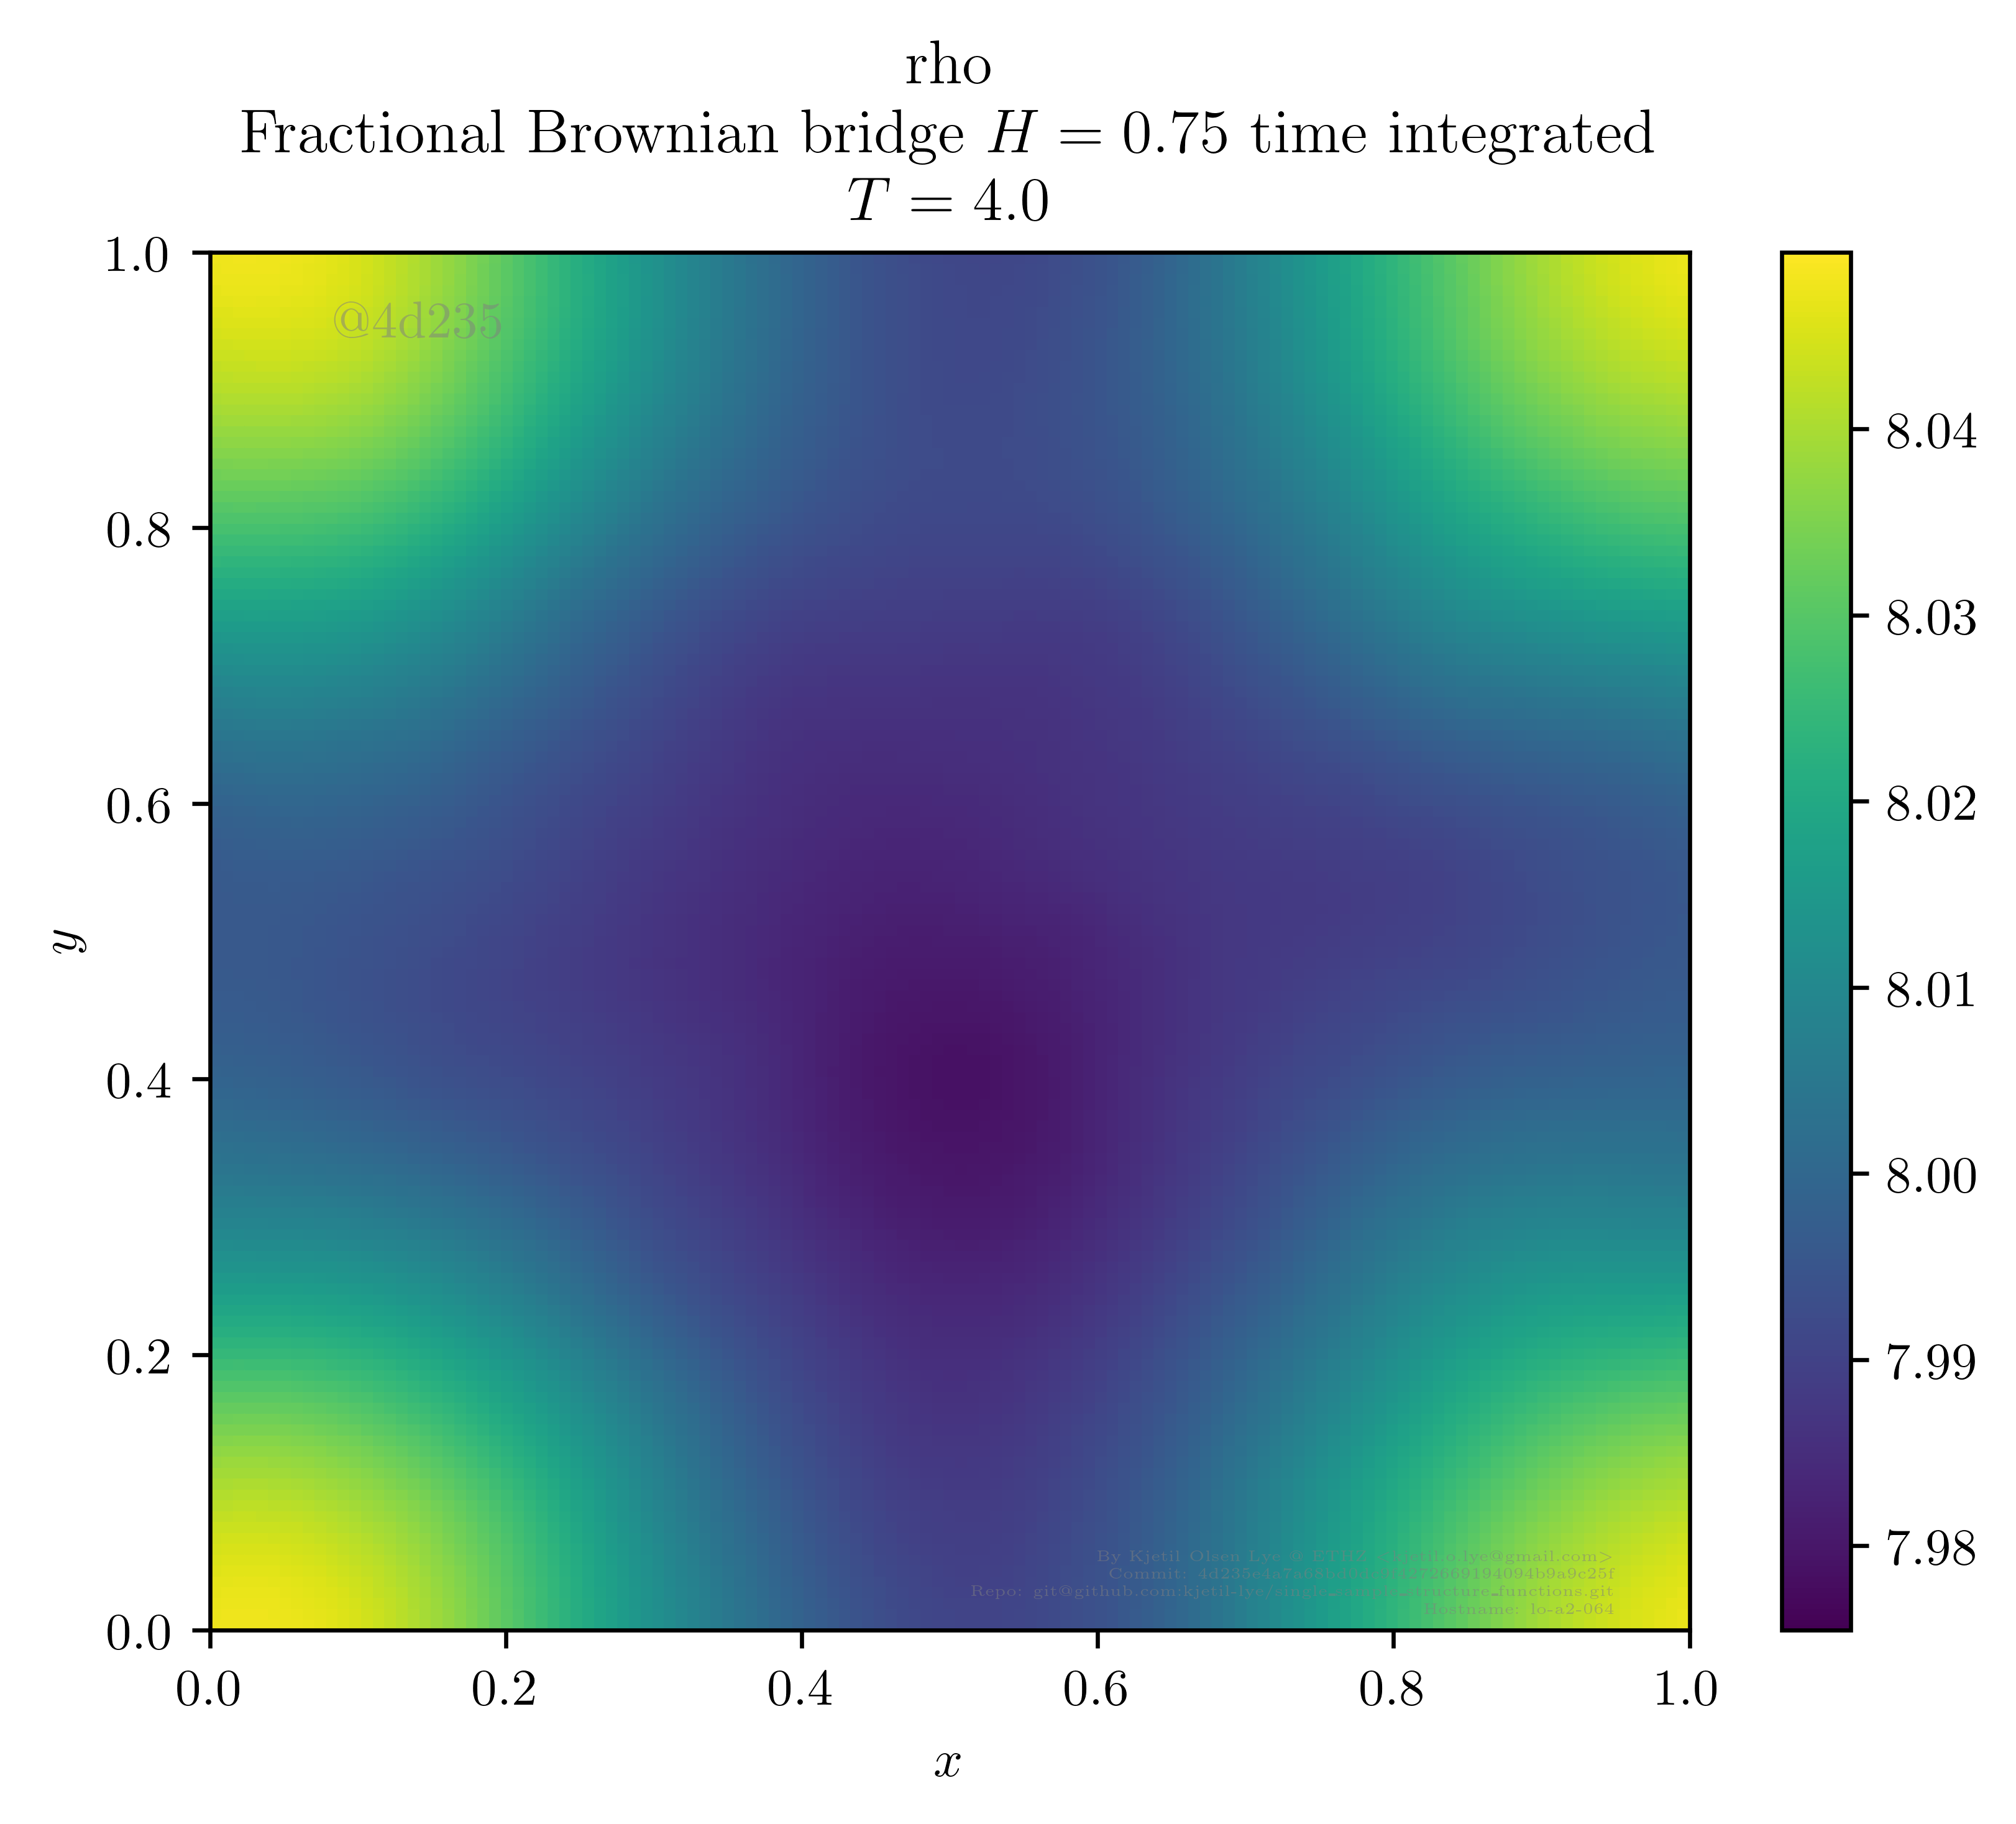 rho
Fractional Brownian bridge H = 0.75 time integrated
T = 4.0
1.0
0.8
0.6
0.4
0.2
0.0
y
@4d235
By Kjetil Olsen Lye @
Commit:
Repo:
Hostname: lo-a2-064
0.0 0.2 0.4 0.6 0.8 1.0
x
8.04
8.03
8.02
8.01
8.00
7.99
7.98